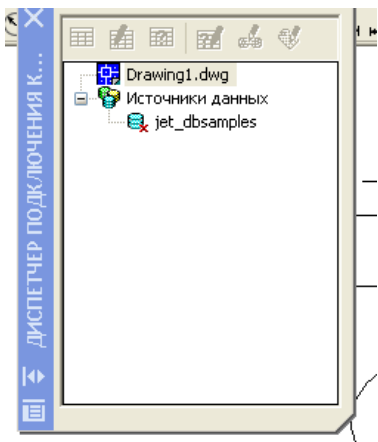 Drawing1.dwg
Источники данных
jet_dbsamples
ДИСПЕТЧЕР ПОДКЛЮЧЕНИЯ К...